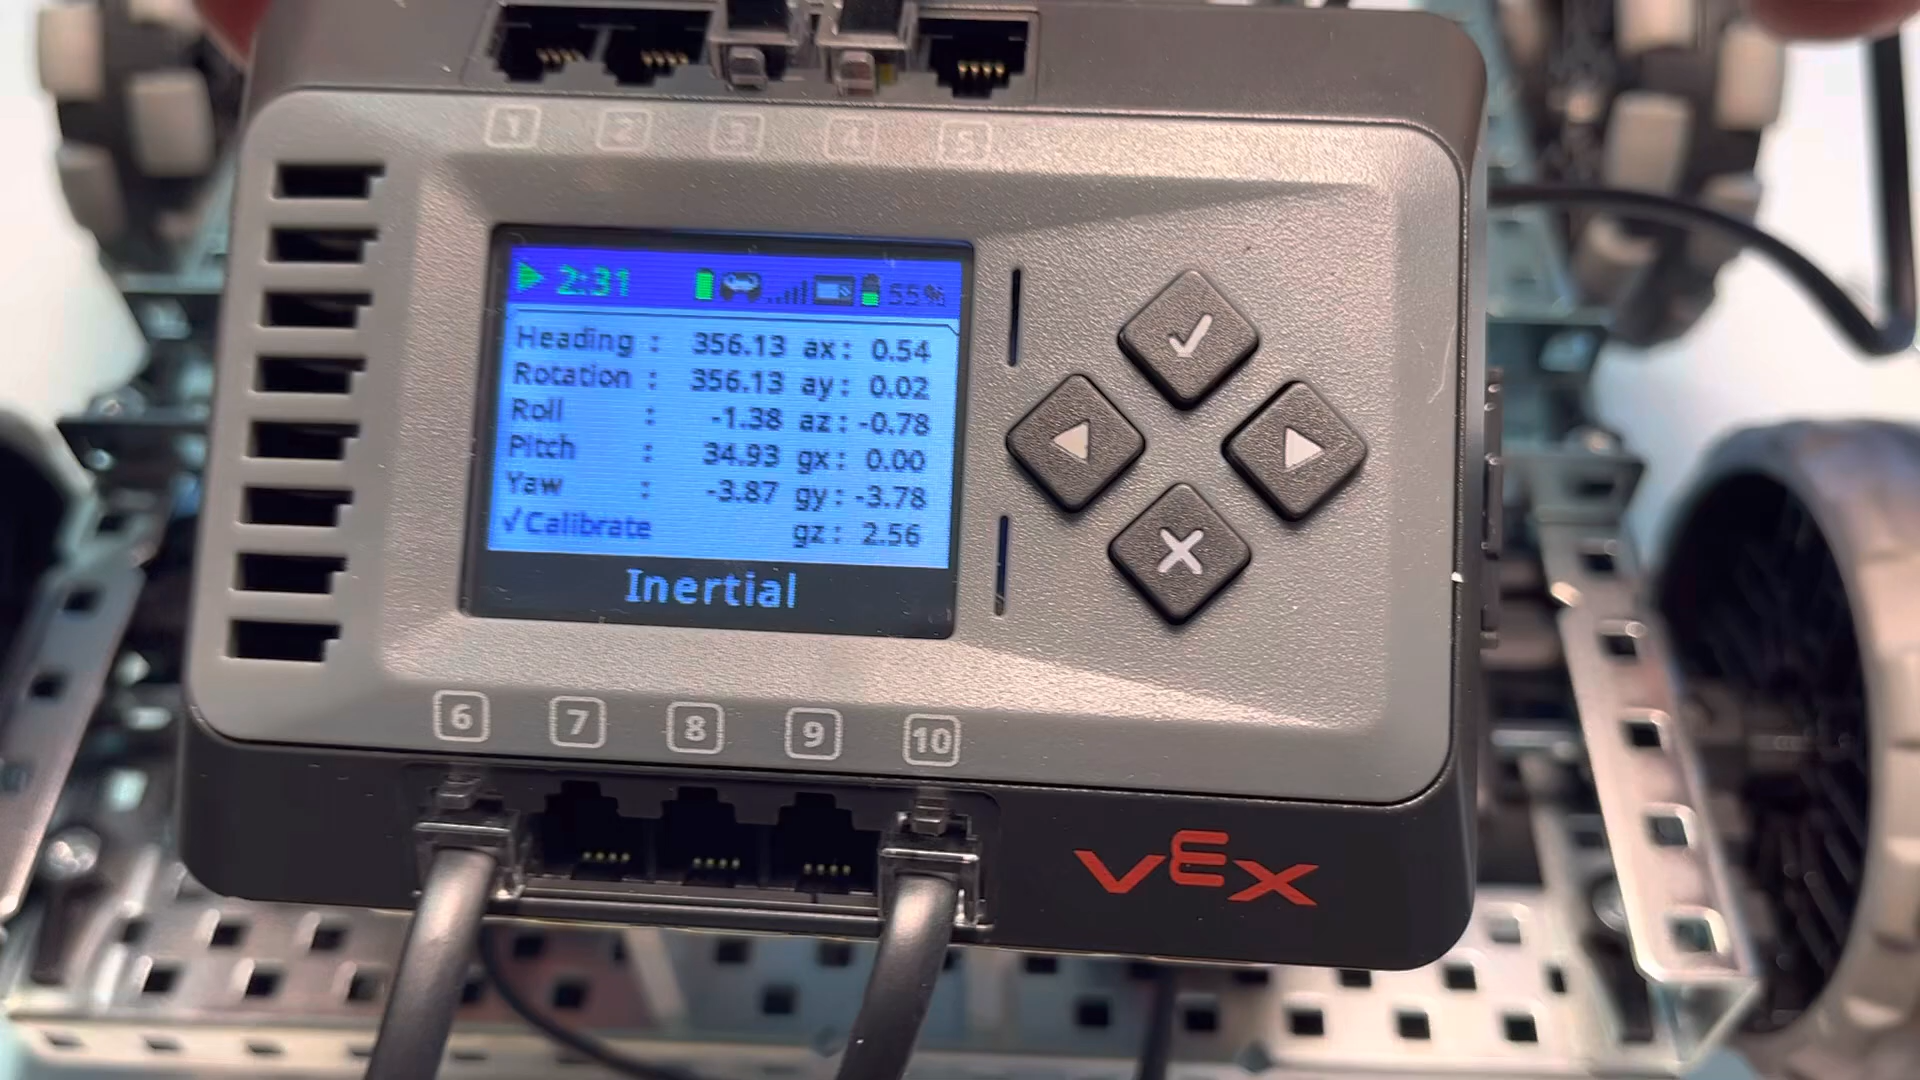 1 2 3 4 5
2:31 55%
Heading : 356.13 ax: 0.54
Rotation : 356.13 ay: 0.02
Roll : -1.38 az: -0.78
Pitch : 34.93 gx: 0.00
Yaw : -3.87 gy: -3.78
√Calibrate gz: 2.56
Inertial
6 7 8 9 10
VEX